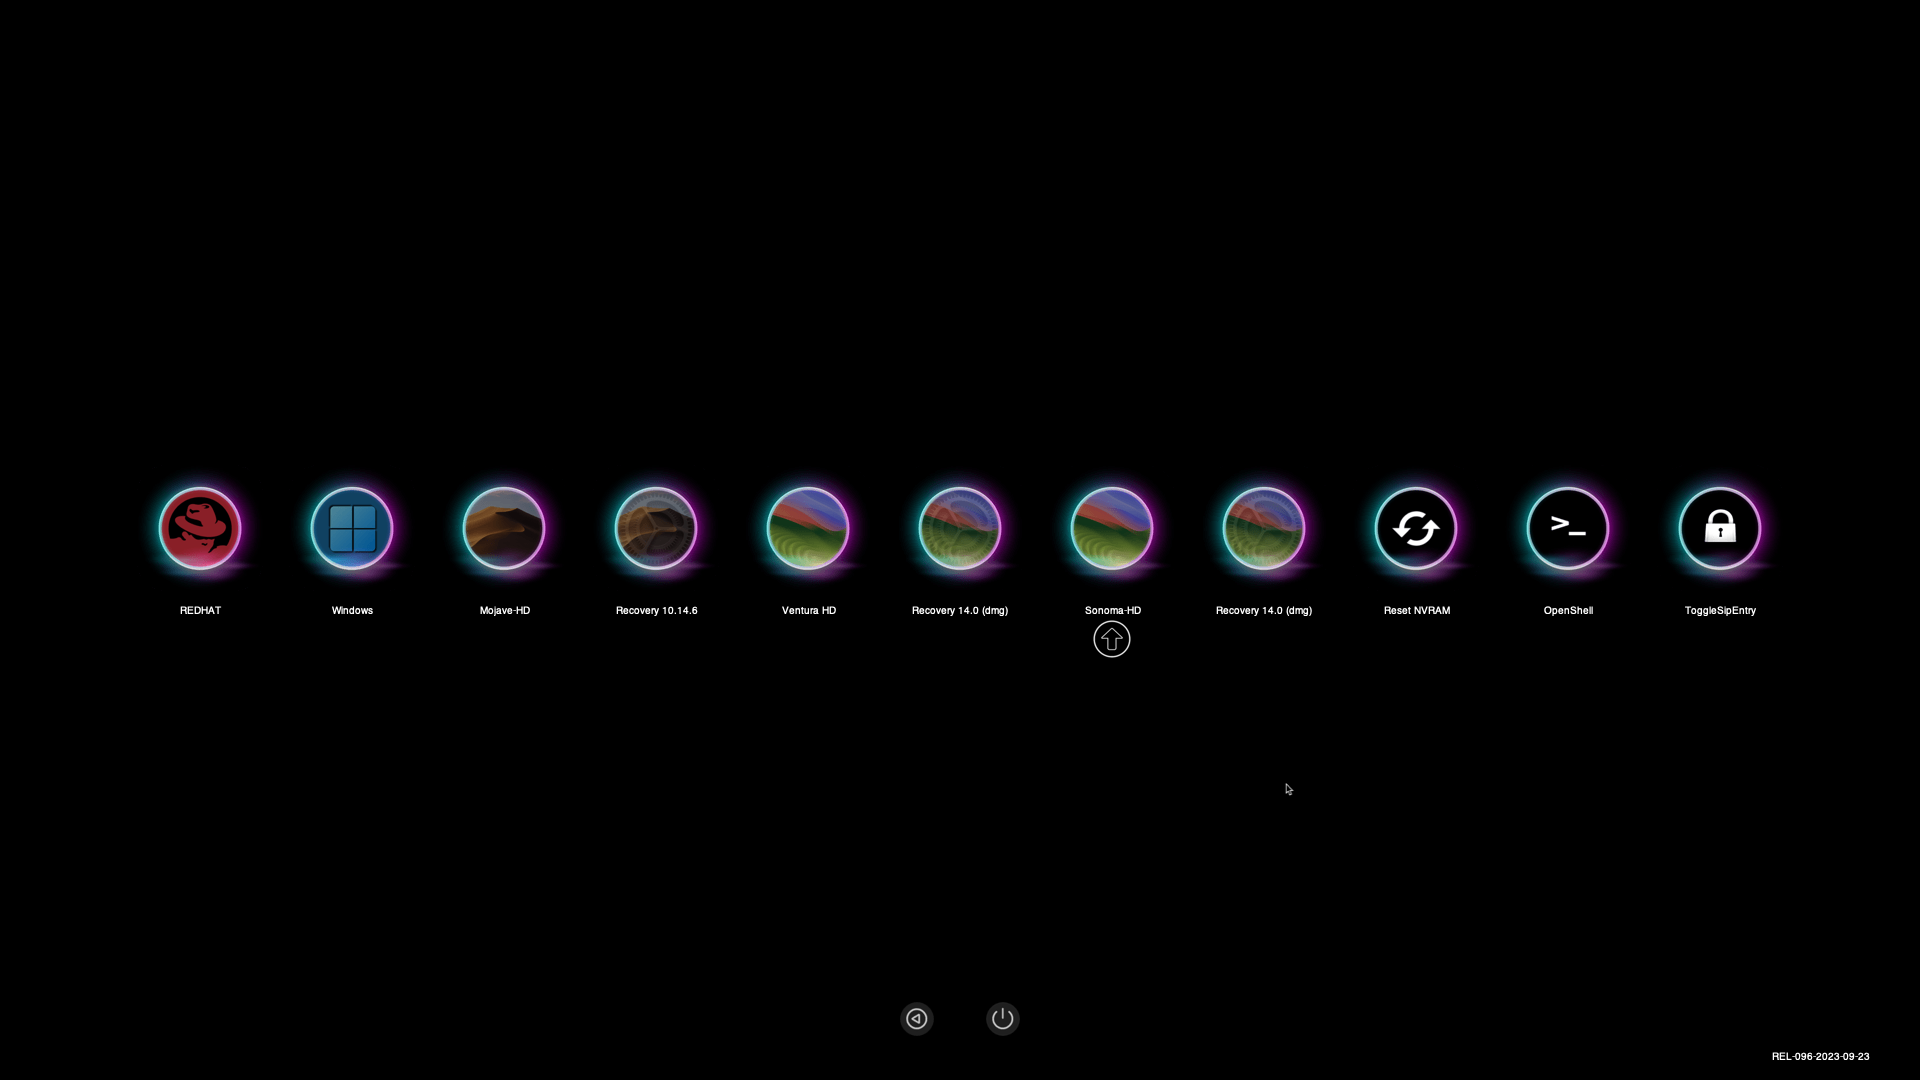 REDHAT
Windows
Mojave-HD
Recovery 10.14.6
Ventura HD
Recovery 14.0 (dmg)
Sonoma-HD
Recovery 14.0 (dmg)
Reset NVRAM
OpenShell
ToggleSipEntry
>_
REL-096-2023-09-23